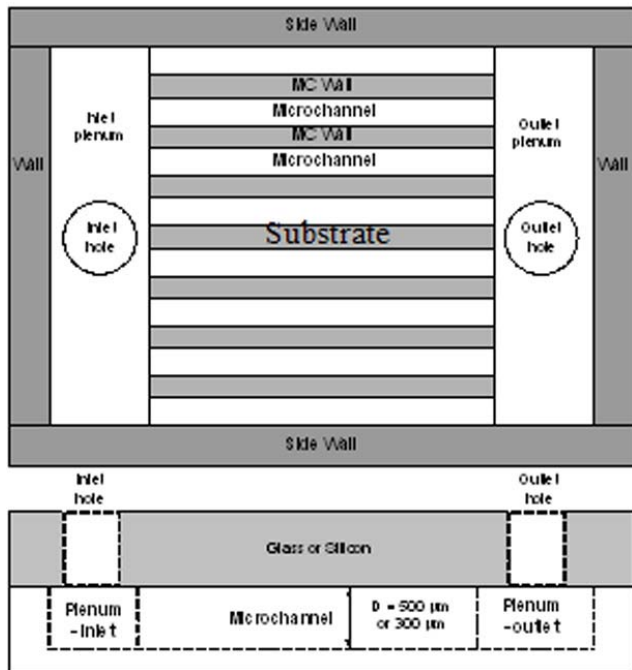 Side Wall
MC Wall
Microchannel
MC Wall
Microchannel
Inlet
plenum
Outlet
plenum
Wall
Wall
Inlet
hole
Substrate
Outlet
hole
Side Wall
Inlet
hole
Outlet
hole
Glass or Silicon
Plenum
-inlet
Microchannel
D = 500 µm
or 300 µm
Plenum
-outlet